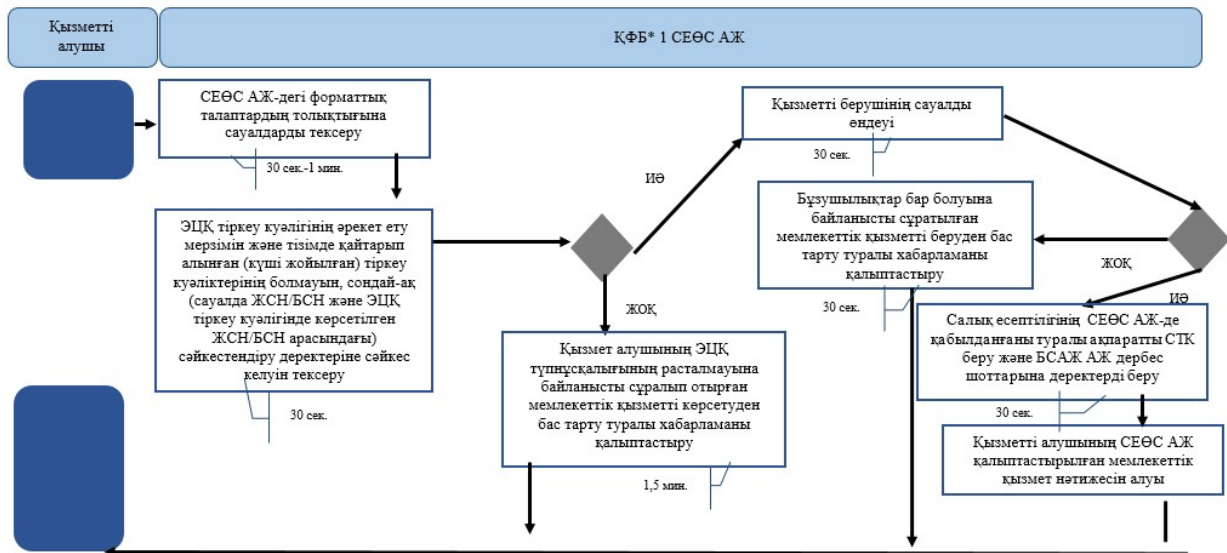 Қызметті
алушы
ҚФБ* 1 СЕӨС АЖ
СЕӨС АЖ-дегі форматтық
талаптардың толықтығына
сауалдарды тексеру
30 сек.-1 мин.
ЭЦҚ тіркеу куәлігінің әрекет ету
мерзімін және тізімде қайтарып
алынған (күші жойылған) тіркеу
куәліктерінің болмауын, сондай-ақ
(сауалда ЖСН/БСН және ЭЦҚ
тіркеу куәлігінде көрсетілген
ЖСН/БСН арасындағы)
сәйкестендіру деректеріне сәйкес
келуін тексеру
30 сек.
ИӘ
ЖОҚ
Қызмет алушының ЭЦҚ
түпнұсқалығының расталмауына
байланысты сұралып отырған
мемлекеттік қызметті көрсетуден
бас тарту туралы хабарламаны
қалыптастыру
1,5 мин.
Қызметті берушінің сауалды
өңдеуі
30 сек.
Бұзушылықтар бар болуына
байланысты сұратылған
мемлекеттік қызметті беруден бас
тарту туралы хабарламаны
қалыптастыру
30 сек.
ЖОҚ
ИӘ
Салық есептілігінің СЕӨС АЖ-де
қабылданғаны туралы ақпаратты СТК
беру және БСАЖ АЖ дербес
шоттарына деректерді беру
30 сек.
Қызметті алушының СЕӨС АЖ
қалыптастырылған мемлекеттік
қызмет нәтижесін алуы